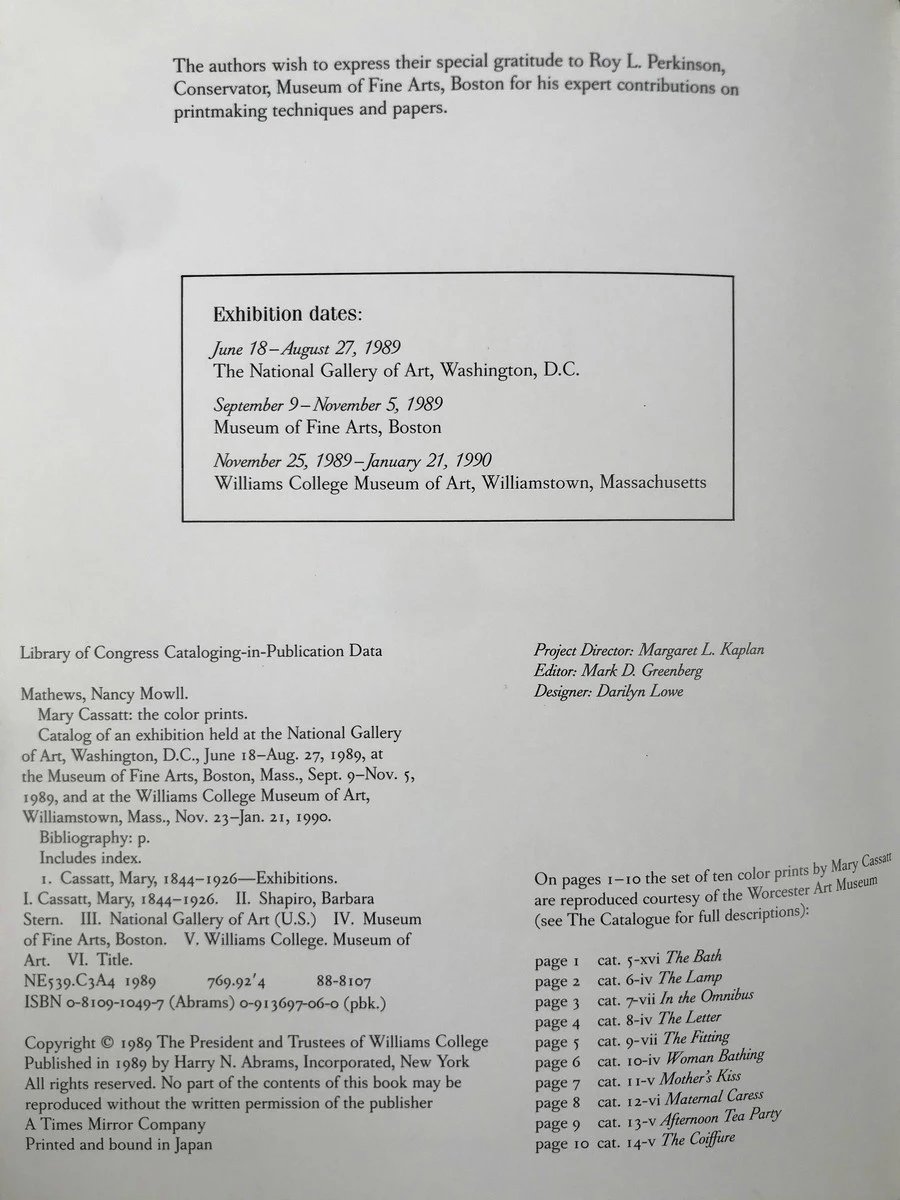 The authors wish to express their special gratitude to Roy L. Perkinson,
Conservator, Museum of Fine Arts, Boston for his expert contributions on
printmaking techniques and papers.
Exhibition dates:
June 18–August 27, 1989
The National Gallery of Art, Washington, D.C.
September 9–November 5, 1989
Museum of Fine Arts, Boston
November 25, 1989–January 21, 1990
Williams College Museum of Art, Williamstown, Massachusetts
Library of Congress Cataloging-in-Publication Data
Mathews, Nancy Mowll.
Mary Cassatt: the color prints.
Catalog of an exhibition held at the National Gallery
of Art, Washington, D.C., June 18–Aug. 27, 1989, at
the Museum of Fine Arts, Boston, Mass., Sept. 9–Nov. 5,
1989, and at the Williams College Museum of Art,
Williamstown, Mass., Nov. 23–Jan. 21, 1990.
Bibliography: p.
Includes index.
1. Cassatt, Mary, 1844–1926—Exhibitions.
I. Cassatt, Mary, 1844–1926. II. Shapiro, Barbara
Stern. III. National Gallery of Art (U.S.) IV. Museum
of Fine Arts, Boston. V. Williams College. Museum of
Art. VI. Title.
NE539.C3A4 1989 769.92'4 88-8107
ISBN 0-8109-1049-7 (Abrams) 0-913697-06-0 (pbk.)
Copyright © 1989 The President and Trustees of Williams College
Published in 1989 by Harry N. Abrams, Incorporated, New York
All rights reserved. No part of the contents of this book may be
reproduced without the written permission of the publisher
A Times Mirror Company
Printed and bound in Japan
Project Director: Margaret L. Kaplan
Editor: Mark D. Greenberg
Designer: Darilyn Lowe
On pages 1–10 the set of ten color prints by Mary Cassatt
are reproduced courtesy of the Worcester Art Museum
(see The Catalogue for full descriptions):
page 1 cat. 5-xvi The Bath
page 2 cat. 6-iv The Lamp
page 3 cat. 7-vii In the Omnibus
page 4 cat. 8-iv The Letter
page 5 cat. 9-vii The Fitting
page 6 cat. 10-iv Woman Bathing
page 7 cat. 11-v Mother's Kiss
page 8 cat. 12-vi Maternal Caress
page 9 cat. 13-v Afternoon Tea Party
page 10 cat. 14-v The Coiffure